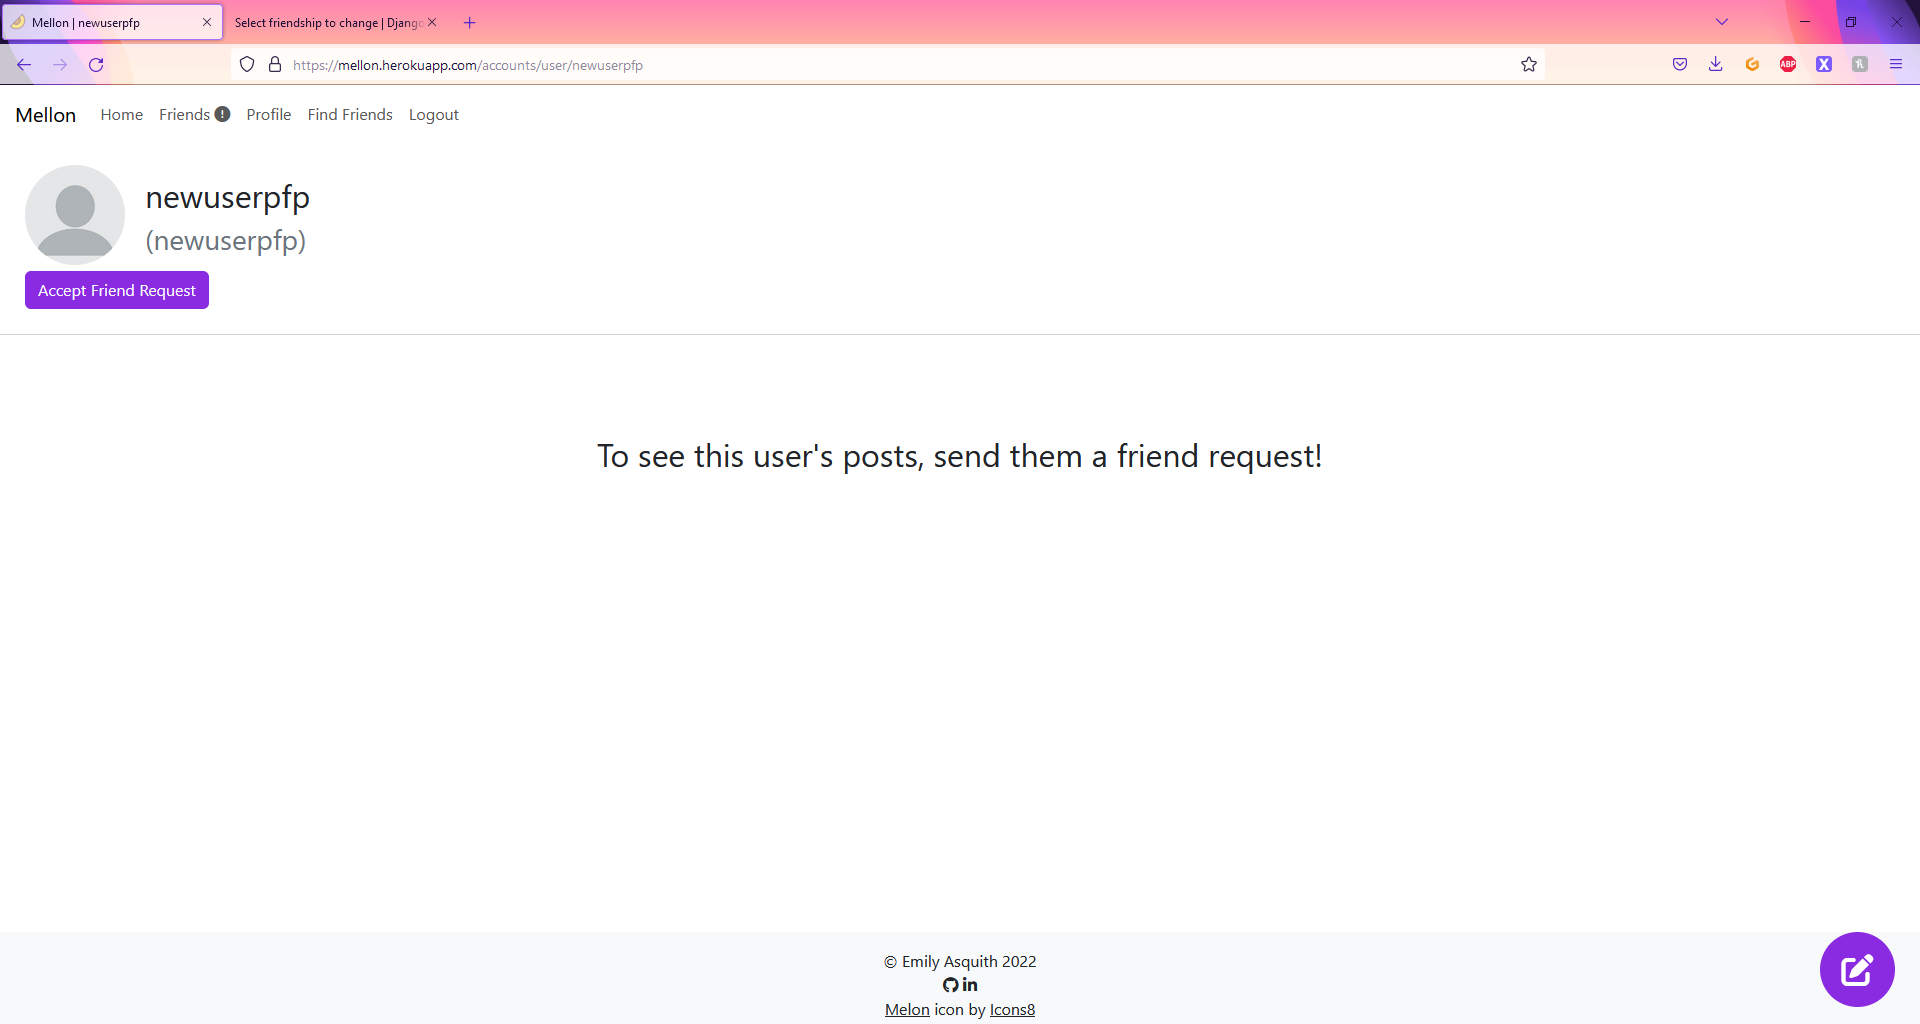 Mellon | newuserpfp
Select friendship to change | Django
https://mellon.herokuapp.com/accounts/user/newuserpfp
ABP
X
Mellon Home Friends ! Profile Find Friends Logout
newuserpfp
(newuserpfp)
Accept Friend Request
To see this user's posts, send them a friend request!
© Emily Asquith 2022
in
Melon icon by Icons8